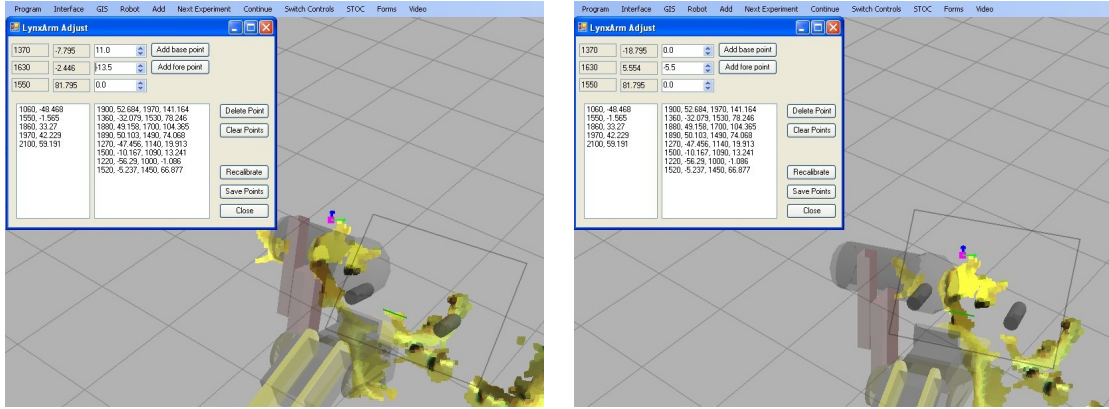 Program Interface GIS Robot Add Next Experiment Continue Switch Controls STOC Forms Video
LynxArm Adjust
1370 -7.795 11.0 Add base point
1630 -2.446 -13.5 Add fore point
1550 81.795 0.0
1060, -48.468
1550, -1.565
1860, 33.27
1970, 42.229
2100, 59.191
1900, 52.684, 1970, 141.164
1360, -32.079, 1530, 78.246
1880, 49.158, 1700, 104.365
1890, 50.103, 1490, 74.068
1270, -47.456, 1140, 19.913
1500, -10.167, 1090, 13.241
1220, -56.29, 1000, -1.086
1520, -5.237, 1450, 66.877
Delete Point
Clear Points
Recalibrate
Save Points
Close
Program Interface GIS Robot Add Next Experiment Continue Switch Controls STOC Forms Video
LynxArm Adjust
1370 -18.795 0.0 Add base point
1630 5.554 -5.5 Add fore point
1550 81.795 0.0
1060, -48.468
1550, -1.565
1860, 33.27
1970, 42.229
2100, 59.191
1900, 52.684, 1970, 141.164
1360, -32.079, 1530, 78.246
1880, 49.158, 1700, 104.365
1890, 50.103, 1490, 74.068
1270, -47.456, 1140, 19.913
1500, -10.167, 1090, 13.241
1220, -56.29, 1000, -1.086
1520, -5.237, 1450, 66.877
Delete Point
Clear Points
Recalibrate
Save Points
Close